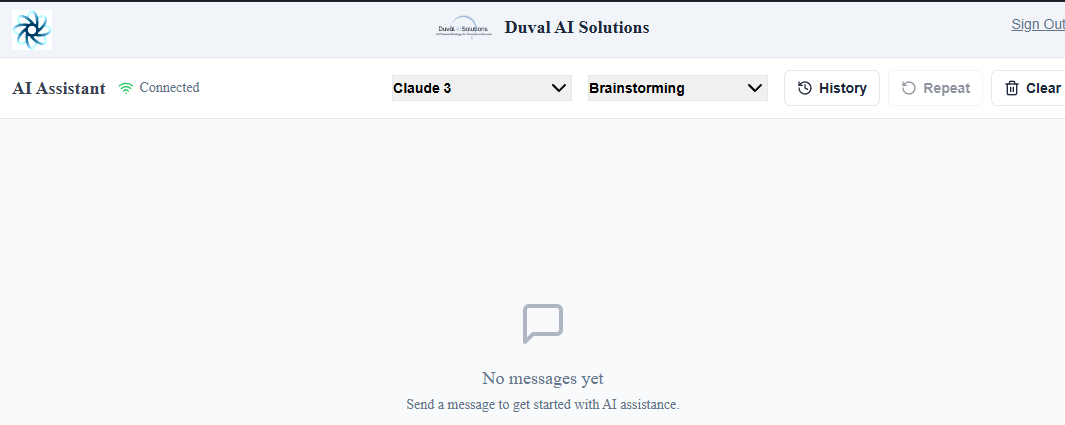 Duval AI Solutions
Duval AI Solutions
Sign Out
AI Assistant
Connected
Claude 3
Brainstorming
History
Repeat
Clear
No messages yet
Send a message to get started with AI assistance.